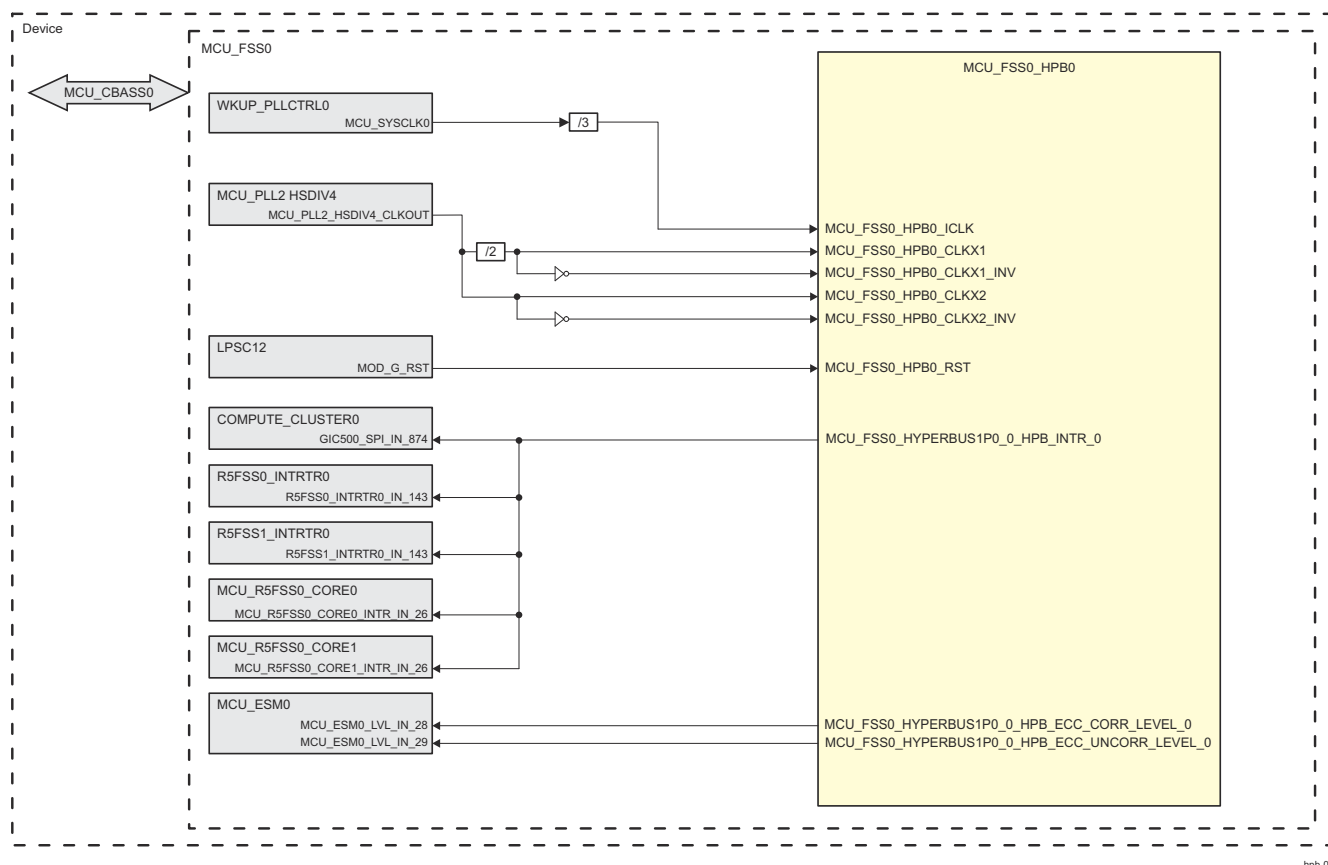 Device
MCU_FSS0
MCU_CBASS0
MCU_FSS0_HPB0
WKUP_PLLCTRL0
MCU_SYSCLK0
/3
MCU_PLL2 HSDIV4
MCU_PLL2_HSDIV4_CLKOUT
/2
MCU_FSS0_HPB0_ICLK
MCU_FSS0_HPB0_CLKX1
MCU_FSS0_HPB0_CLKX1_INV
MCU_FSS0_HPB0_CLKX2
MCU_FSS0_HPB0_CLKX2_INV
LPSC12
MOD_G_RST
MCU_FSS0_HPB0_RST
COMPUTE_CLUSTER0
GIC500_SPI_IN_874
MCU_FSS0_HYPERBUS1P0_0_HPB_INTR_0
R5FSS0_INTRTR0
R5FSS0_INTRTR0_IN_143
R5FSS1_INTRTR0
R5FSS1_INTRTR0_IN_143
MCU_R5FSS0_CORE0
MCU_R5FSS0_CORE0_INTR_IN_26
MCU_R5FSS0_CORE1
MCU_R5FSS0_CORE1_INTR_IN_26
MCU_ESM0
MCU_ESM0_LVL_IN_28
MCU_ESM0_LVL_IN_29
MCU_FSS0_HYPERBUS1P0_0_HPB_ECC_CORR_LEVEL_0
MCU_FSS0_HYPERBUS1P0_0_HPB_ECC_UNCORR_LEVEL_0